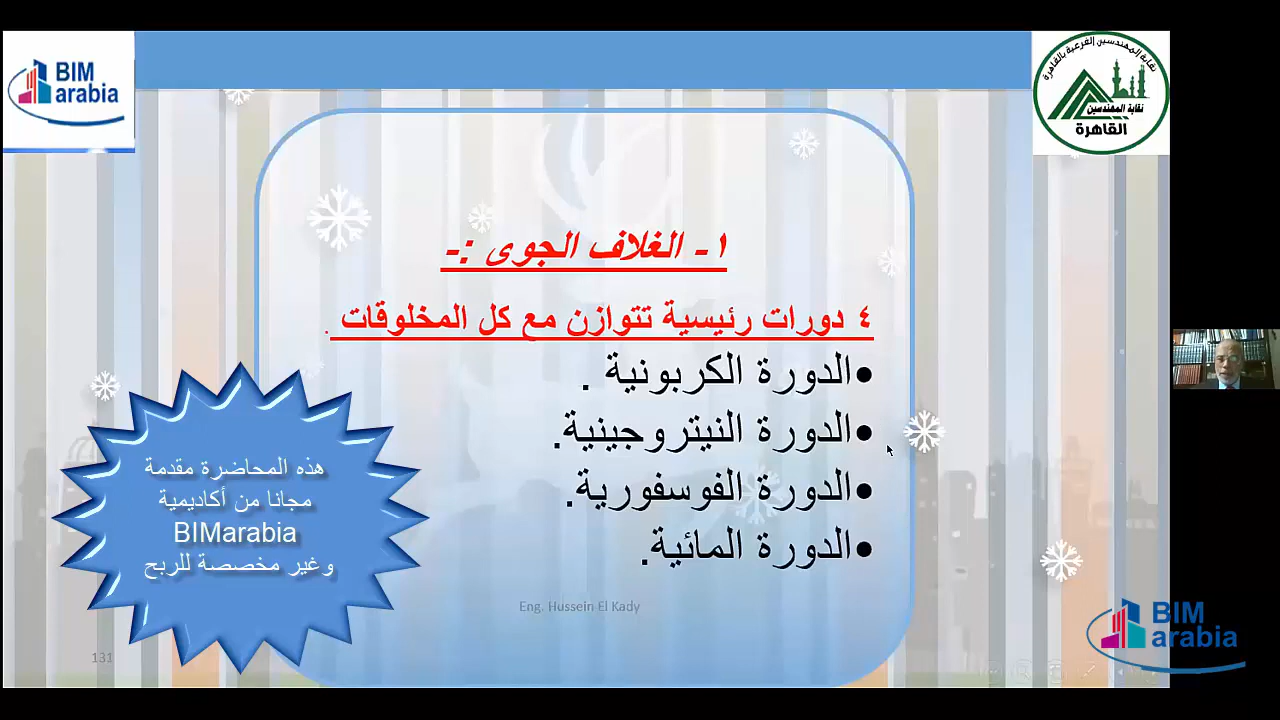 BIM
arabia
نقابة المهندسين الفرعية بالقاهرة
نقابة المهندسين
القاهرة
١- الغلاف الجوى :-
٤ دورات رئيسية تتوازن مع كل المخلوقات .
•الدورة الكربونية .
•الدورة النيتروجينية.
•الدورة الفوسفورية.
•الدورة المائية.
هذه المحاضرة مقدمة
مجانا من أكاديمية
BIMarabia
وغير مخصصة للربح
Eng. Hussein El Kady
131
BIM
arabia